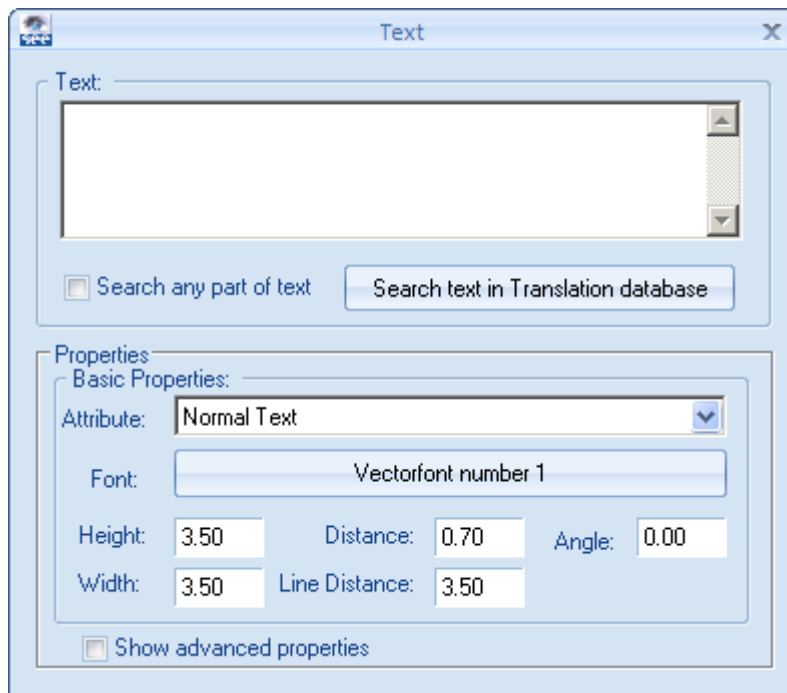 see
Text
Text:
Search any part of text
Search text in Translation database
Properties
Basic Properties:
Attribute: Normal Text
Font: Vectorfont number 1
Height: 3.50 Distance: 0.70 Angle: 0.00
Width: 3.50 Line Distance: 3.50
Show advanced properties